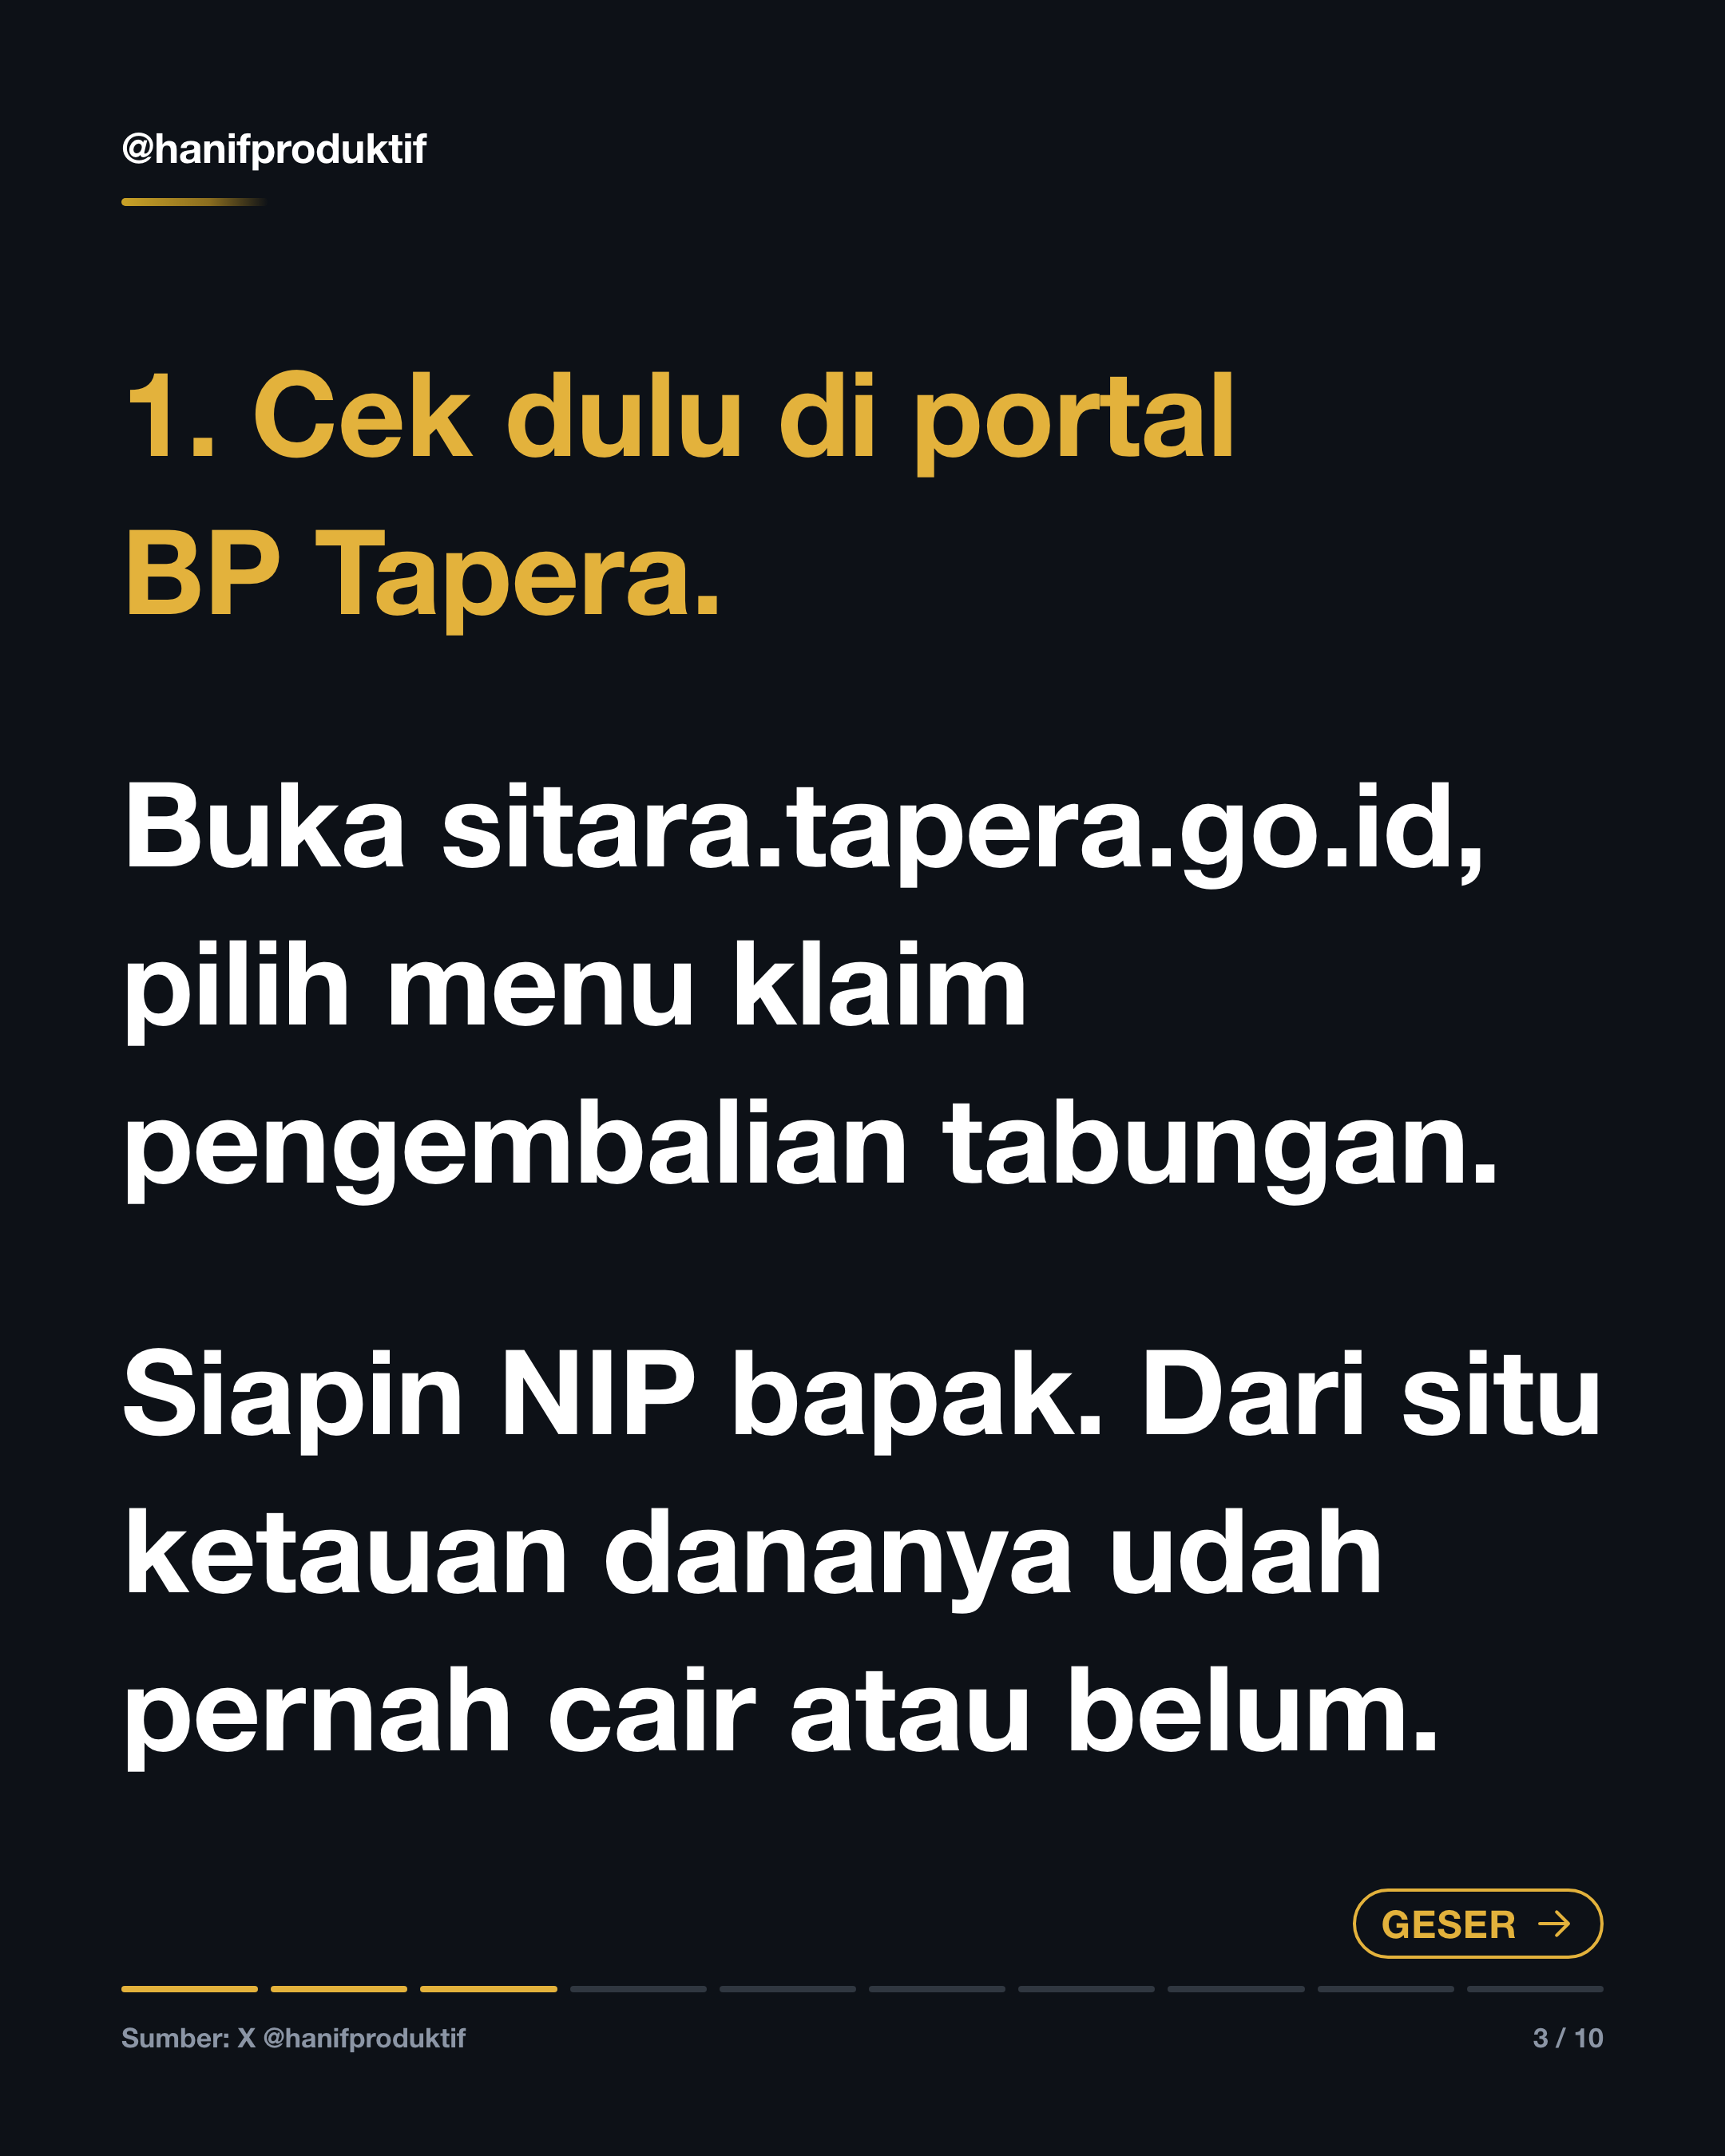 @hanifproduktif
1. Cek dulu di portal
BP Tapera.
Buka sitara.tapera.go.id,
pilih menu klaim
pengembalian tabungan.
Siapin NIP bapak. Dari situ
ketauan dananya udah
pernah cair atau belum.
GESER →
Sumber: X @hanifproduktif
3 / 10